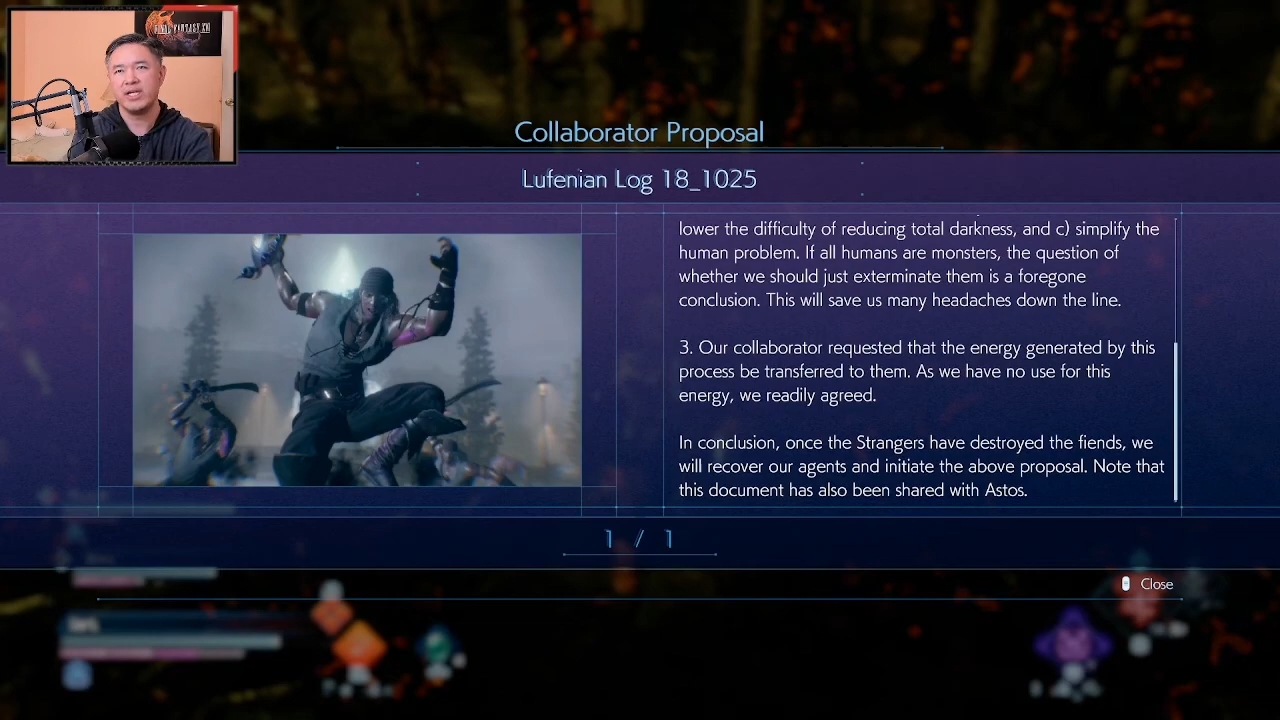 FINAL FANTASY XVI
Collaborator Proposal
Lufenian Log 18_1025
lower the difficulty of reducing total darkness, and c) simplify the
human problem. If all humans are monsters, the question of
whether we should just exterminate them is a foregone
conclusion. This will save us many headaches down the line.
3. Our collaborator requested that the energy generated by this
process be transferred to them. As we have no use for this
energy, we readily agreed.
In conclusion, once the Strangers have destroyed the fiends, we
will recover our agents and initiate the above proposal. Note that
this document has also been shared with Astos.
1 / 1
Close